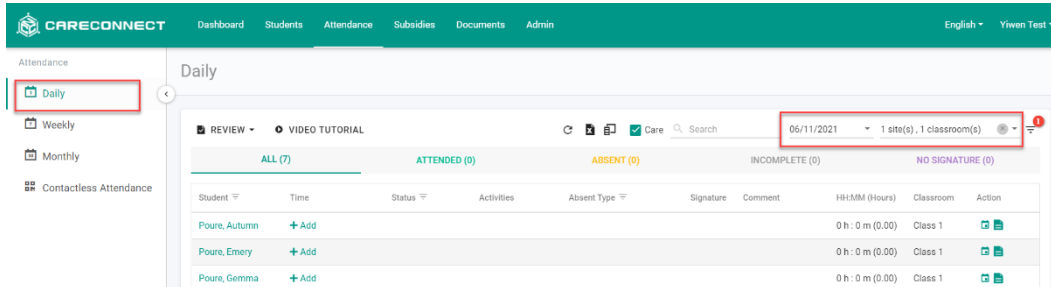 CARECONNECT Dashboard Students Attendance Subsidies Documents Admin English Yiwen Test
Attendance
Daily
Weekly
Monthly
Contactless Attendance
Daily
REVIEW VIDEO TUTORIAL Care Search 06/11/2021 1 site(s) , 1 classroom(s) 1
ALL (7) ATTENDED (0) ABSENT (0) INCOMPLETE (0) NO SIGNATURE (0)
Student Time Status Activities Absent Type Signature Comment HH:MM (Hours) Classroom Action
Poure, Autumn + Add 0 h : 0 m (0.00) Class 1
Poure, Emery + Add 0 h : 0 m (0.00) Class 1
Poure, Gemma + Add 0 h : 0 m (0.00) Class 1